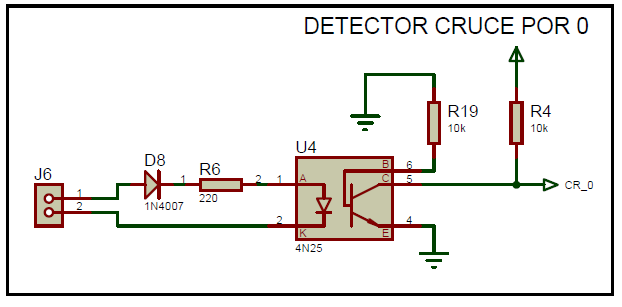 DETECTOR CRUCE POR 0
R19
10k
R4
10k
U4
J6
D8
R6
1
2
1N4007
1
2
220
1
2
A
K
B
C
E
6
5
4
CR_0
4N25